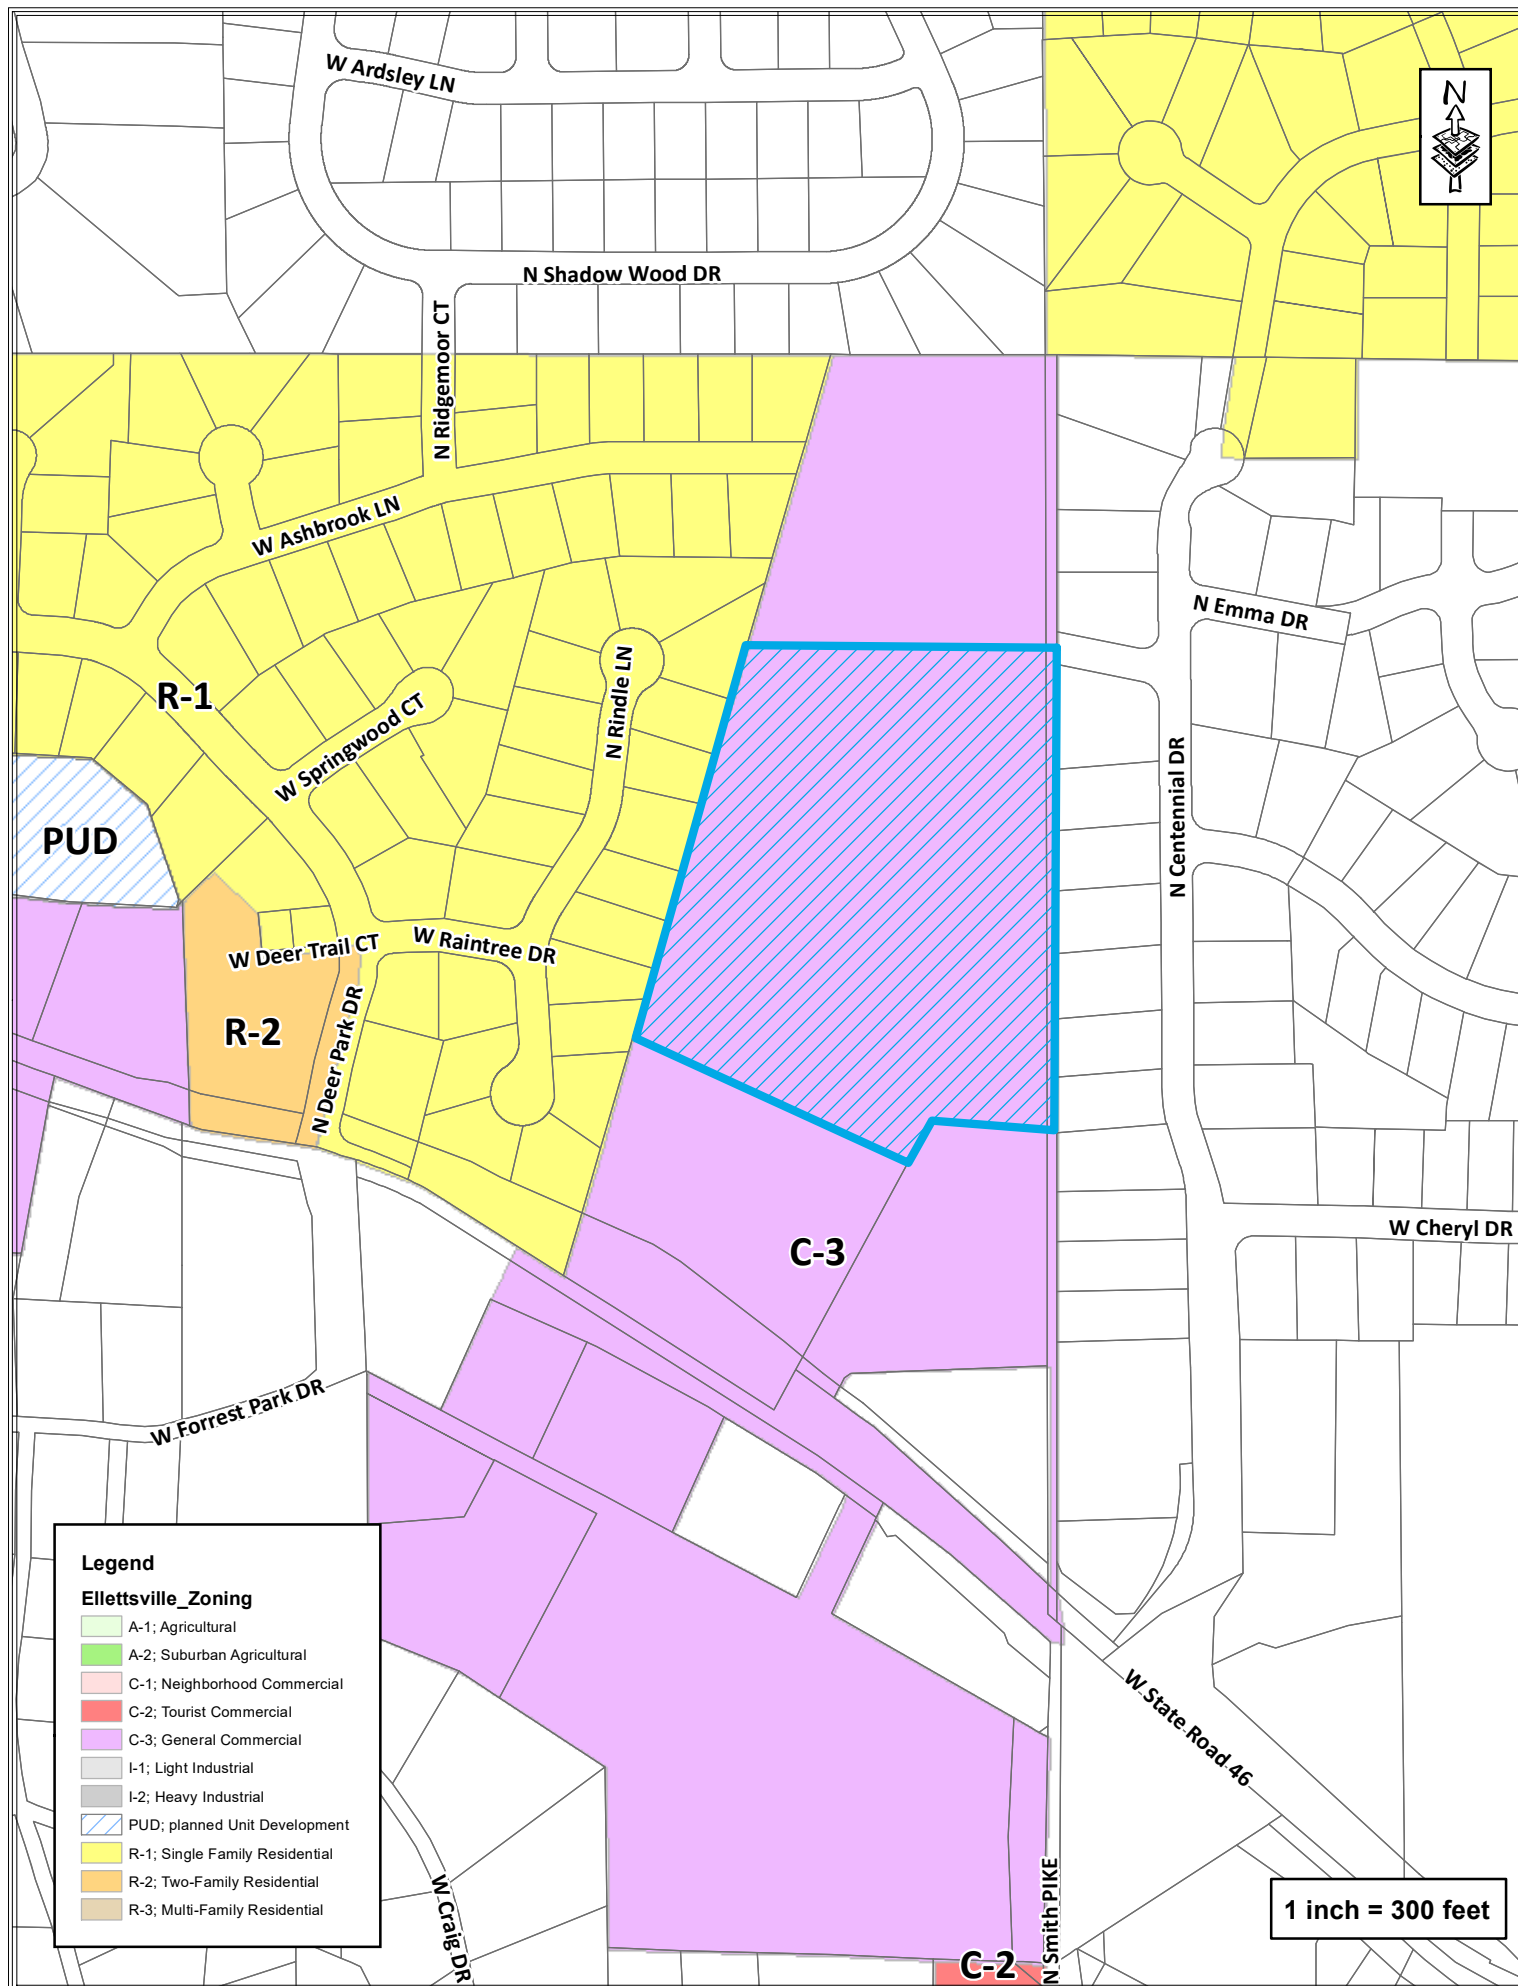 W Ardsley LN
N
N Shadow Wood DR
N Ridgemoor CT
W Ashbrook LN
N Emma DR
N Rindle LN
R-1
W Springwood CT
N Centennial DR
PUD
W Deer Trail CT
W Raintree DR
R-2
N Deer Park DR
C-3
W Cheryl DR
W Forrest Park DR
Legend
Ellettsville_Zoning
A-1; Agricultural
A-2; Suburban Agricultural
C-1; Neighborhood Commercial
C-2; Tourist Commercial
C-3; General Commercial
I-1; Light Industrial
I-2; Heavy Industrial
PUD; planned Unit Development
R-1; Single Family Residential
R-2; Two-Family Residential
R-3; Multi-Family Residential
W State Road 46
W Craig DR
N Smith PIKE
1 inch = 300 feet
C-2